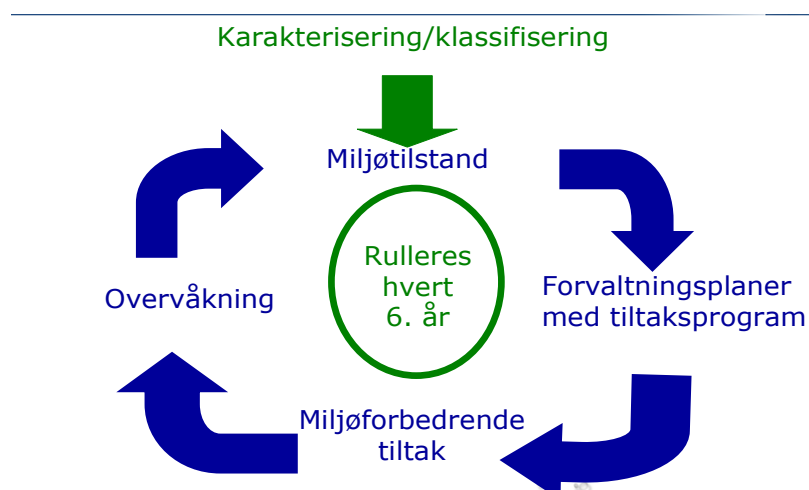 Karakterisering/klassifisering
Miljøtilstand
Rulleres
hvert
6. år
Overvåkning
Forvaltningsplaner
med tiltaksprogram
Miljøforbedrende
tiltak